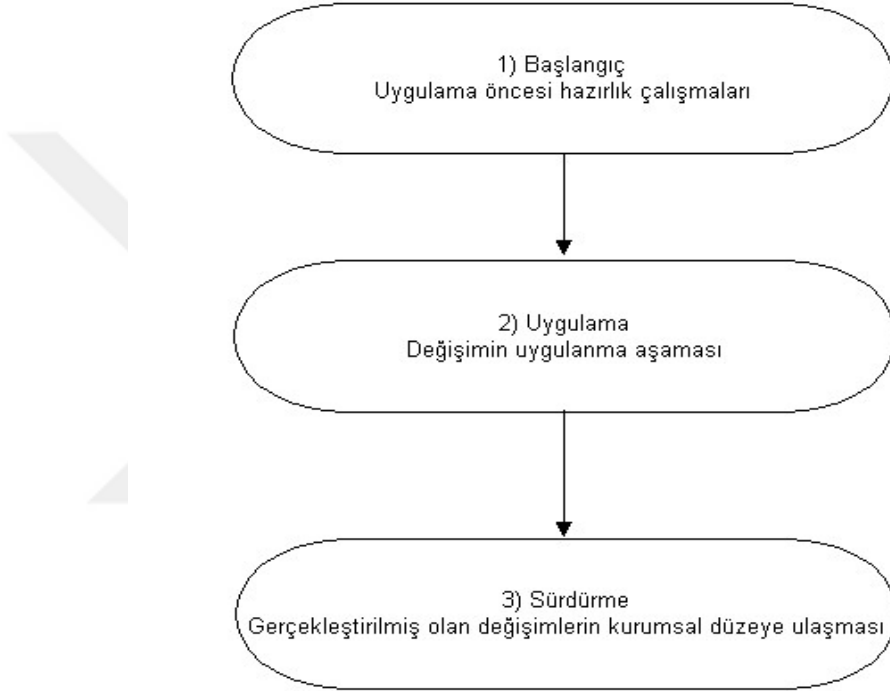 1) Başlangıç
Uygulama öncesi hazırlık çalışmaları
2) Uygulama
Değişimin uygulanma aşaması
3) Sürdürme
Gerçekleştirilmiş olan değişimlerin kurumsal düzeye ulaşması